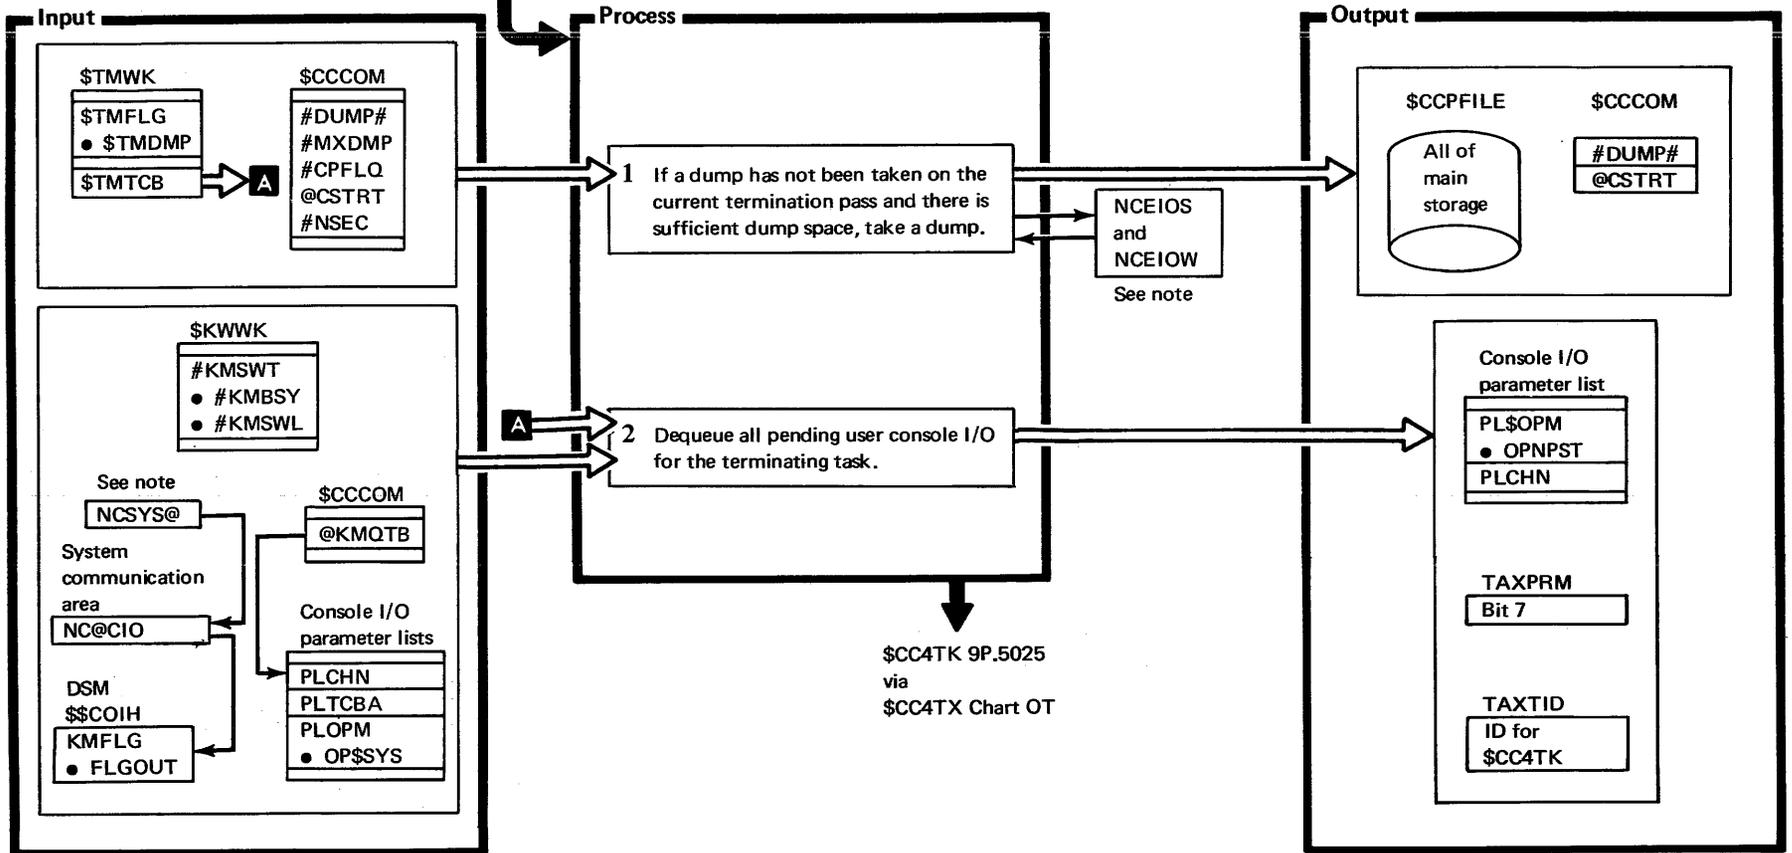 Input
$TMWK
$TMFLG
• $TMDMP
$TMTCB
A
$CCCOM
#DUMP#
#MXDMP
#CPFLQ
@CSTRT
#NSEC
$KWWK
#KMSWT
• #KMBSY
• #KMSWL
See note
NCSYS@
System
communication
area
NC@CIO
DSM
$$COIH
KMFLG
• FLGOUT
$CCCOM
@KMQTB
Console I/O
parameter lists
PLCHN
PLTCBA
PLOPM
• OP$SYS
Process
1 If a dump has not been taken on the
current termination pass and there is
sufficient dump space, take a dump.
NCEIOS
and
NCEIOW
See note
A
2 Dequeue all pending user console I/O
for the terminating task.
$CC4TK 9P.5025
via
$CC4TX Chart OT
Output
$CCPFILE
All of
main
storage
$CCCOM
#DUMP#
@CSTRT
Console I/O
parameter list
PL$OPM
• OPNPST
PLCHN
TAXPRM
Bit 7
TAXTID
ID for
$CC4TK